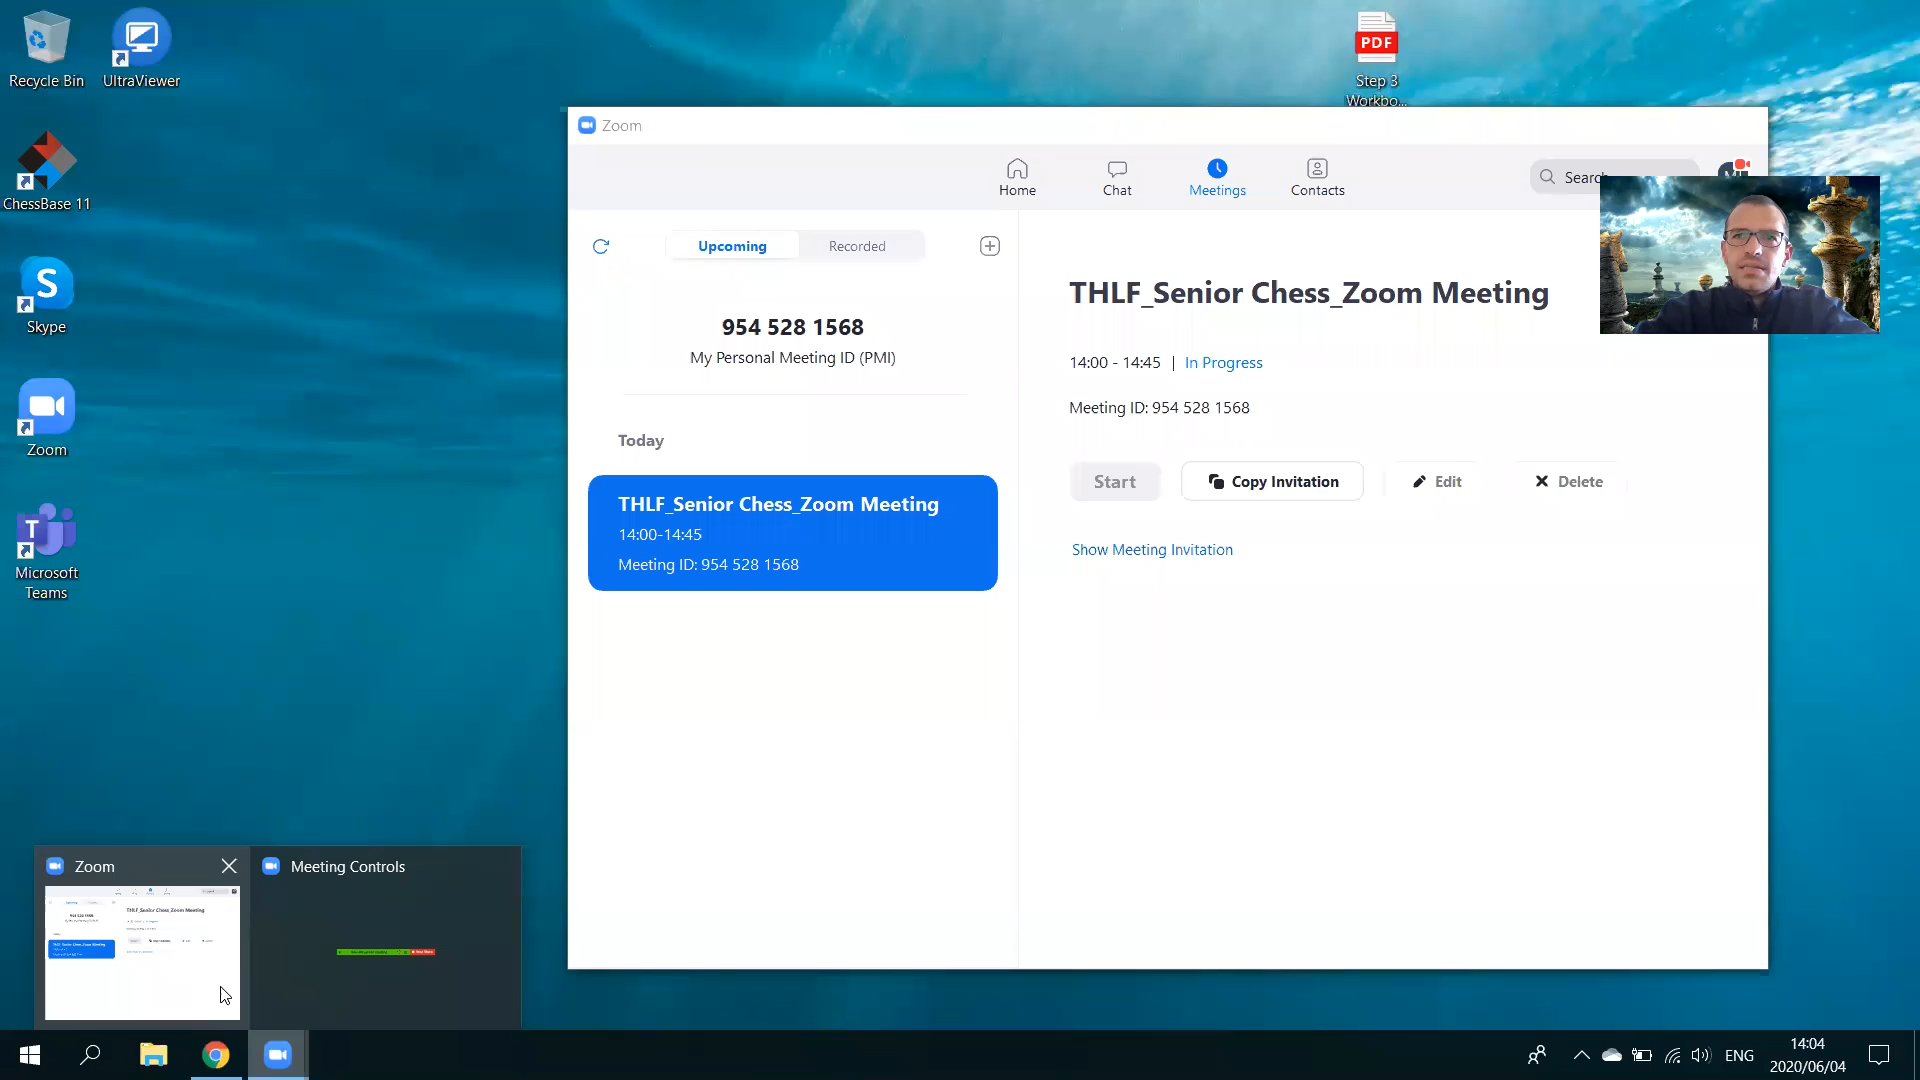 Recycle Bin
UltraViewer
ChessBase 11
S
Skype
Zoom
T
Microsoft
Teams
PDF
Step 3
Workbo...
Zoom
Home
Chat
Meetings
Contacts
Search
Upcoming
Recorded
954 528 1568
My Personal Meeting ID (PMI)
Today
THLF_Senior Chess_Zoom Meeting
14:00-14:45
Meeting ID: 954 528 1568
THLF_Senior Chess_Zoom Meeting
14:00 - 14:45 | In Progress
Meeting ID: 954 528 1568
Start
Copy Invitation
Edit
Delete
Show Meeting Invitation
Zoom
Meeting Controls
ENG
14:04
2020/06/04